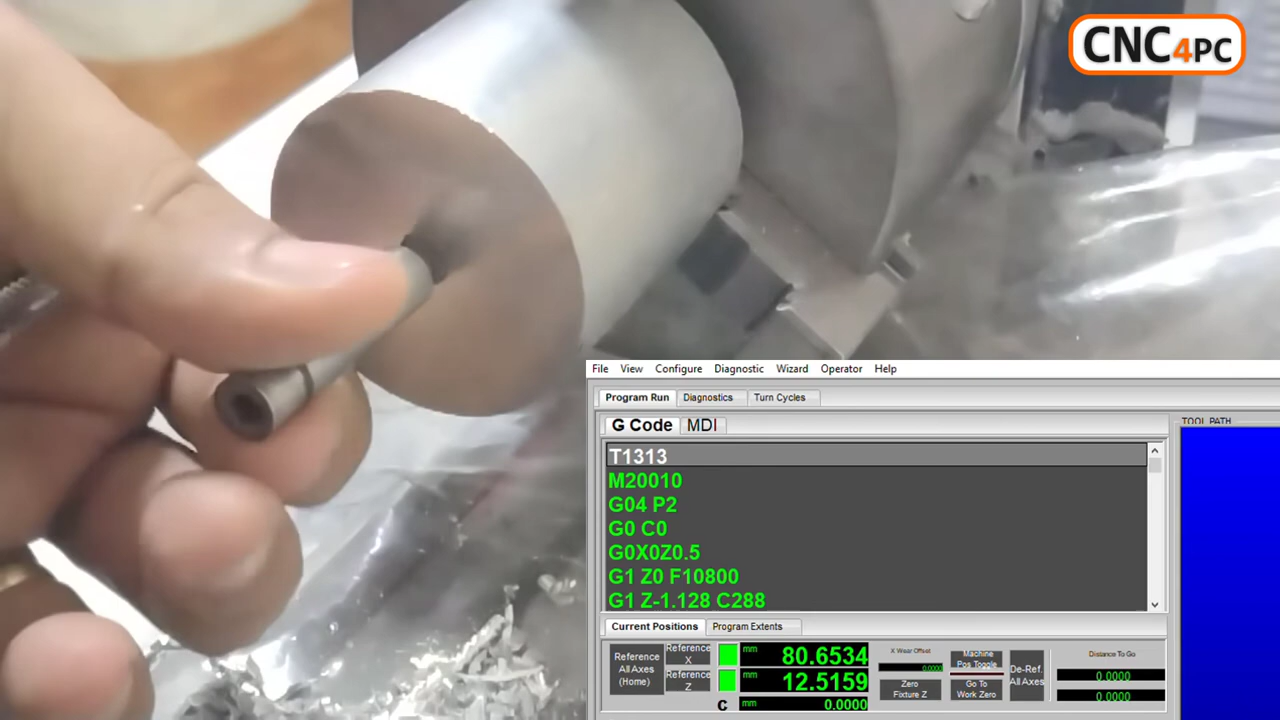 CNC4PC
File View Configure Diagnostic Wizard Operator Help
Program Run Diagnostics Turn Cycles
G Code MDI
TOOL PATH
T1313
M20010
G04 P2
G0 C0
G0X0Z0.5
G1 Z0 F10800
G1 Z-1.128 C288
Current Positions Program Extents
Reference
All Axes
(Home)
Reference
X
Reference
Z
mm 80.6534
mm 12.5159
C mm 0.0000
X Wear Offset
0.0000
Zero
Fixture Z
Machine
Pos.Toggle
Go To
Work Zero
De-Ref.
All Axes
Distance To Go
0.0000
0.0000